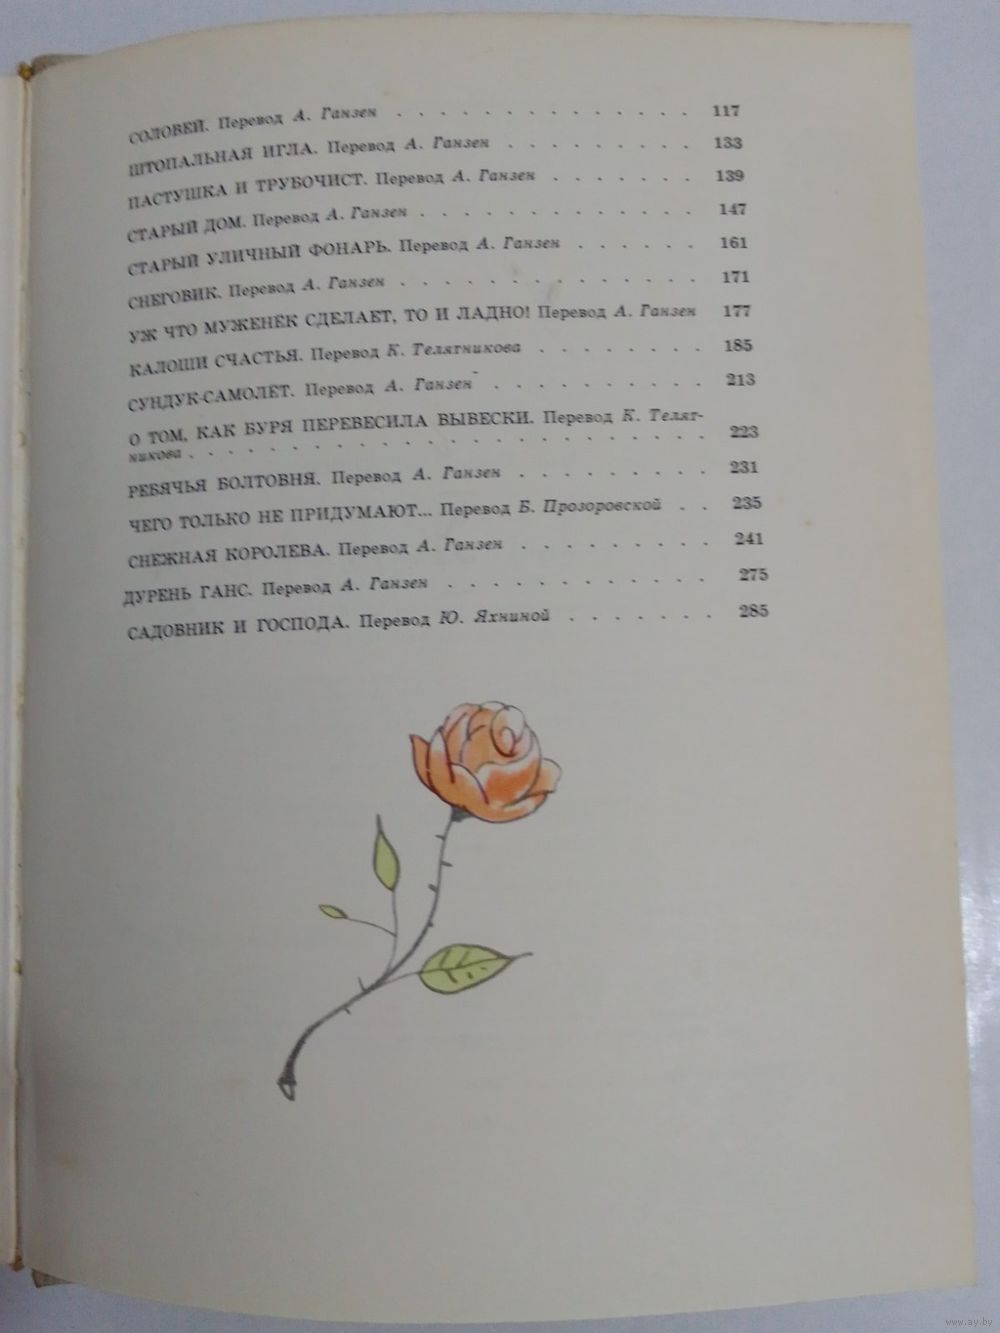 СОЛОВЕЙ. Перевод А. Ганзен . . . . . . . . . . . . 117
ШТОПАЛЬНАЯ ИГЛА. Перевод А. Ганзен . . . . . . . . 133
ПАСТУШКА И ТРУБОЧИСТ. Перевод А. Ганзен . . . . . . 139
СТАРЫЙ ДОМ. Перевод А. Ганзен . . . . . . . . . . . 147
СТАРЫЙ УЛИЧНЫЙ ФОНАРЬ. Перевод А. Ганзен . . . . . 161
СНЕГОВИК. Перевод А. Ганзен . . . . . . . . . . . . 171
УЖ ЧТО МУЖЕНЕК СДЕЛАЕТ, ТО И ЛАДНО! Перевод А. Ганзен 177
КАЛОШИ СЧАСТЬЯ. Перевод К. Телятникова . . . . . . . 185
СУНДУК-САМОЛЕТ. Перевод А. Ганзен . . . . . . . . . 213
О ТОМ, КАК БУРЯ ПЕРЕВЕСИЛА ВЫВЕСКИ. Перевод К. Телят-
никова . . . . . . . . . . . . . . . . . . . . 223
РЕБЯЧЬЯ БОЛТОВНЯ. Перевод А. Ганзен . . . . . . . . 231
ЧЕГО ТОЛЬКО НЕ ПРИДУМАЮТ... Перевод Б. Прозоровской . . 235
СНЕЖНАЯ КОРОЛЕВА. Перевод А. Ганзен . . . . . . . . 241
ДУРЕНЬ ГАНС. Перевод А. Ганзен . . . . . . . . . . 275
САДОВНИК И ГОСПОДА. Перевод Ю. Яхниной . . . . . . 285
www.ay.by